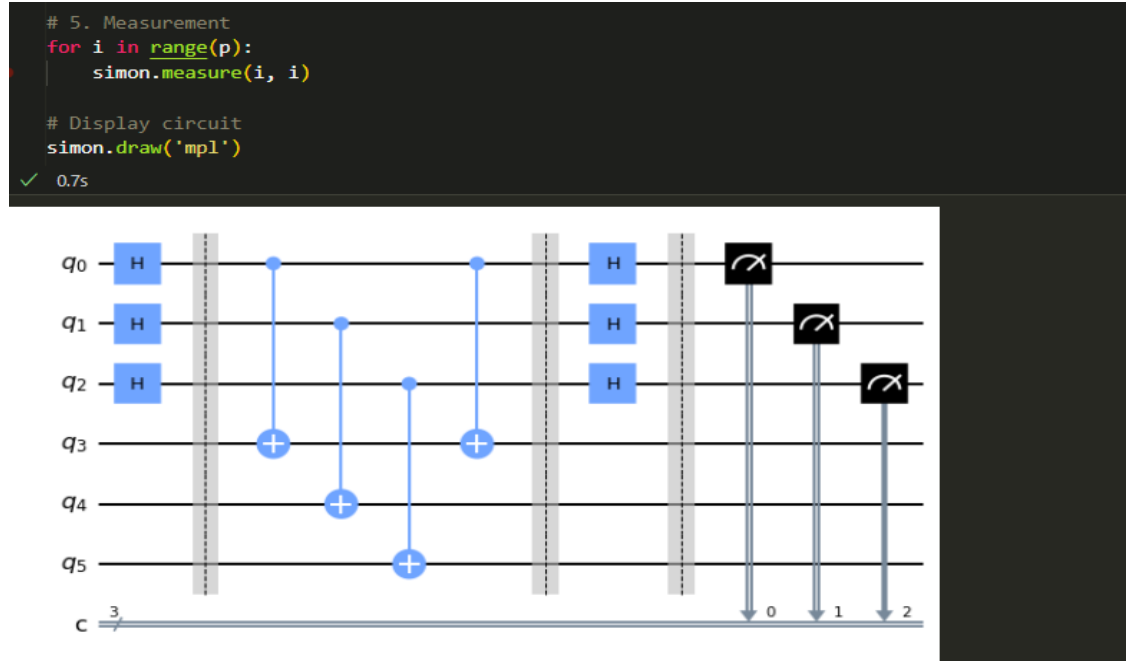 # 5. Measurement
for i in range(p):
    simon.measure(i, i)
# Display circuit
simon.draw('mpl')
✓ 0.7s
q0 H H
q1 H H
q2 H H
q3
q4
q5
c 3 0 1 2